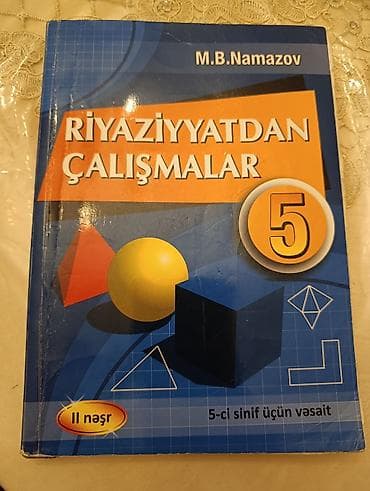 M.B.Namazov
RİYAZİYYATDAN
ÇALIŞMALAR
5
II nəşr
5-ci sinif üçün vəsait